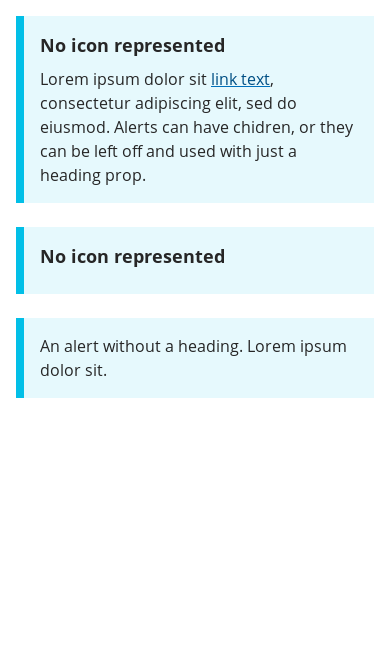 No icon represented
Lorem ipsum dolor sit link text,
consectetur adipiscing elit, sed do
eiusmod. Alerts can have chidren, or they
can be left off and used with just a
heading prop.
No icon represented
An alert without a heading. Lorem ipsum
dolor sit.